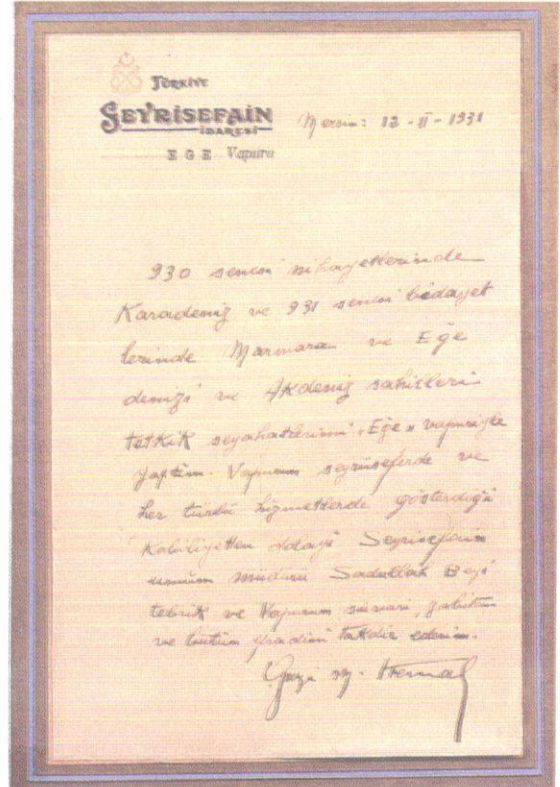 TÜRKİYE
SEYRİSEFAİN
İDARESİ
EGE Vapuru
Mersin: 12-II-1931
930 senesi nihayetlerinde
Karadeniz ve 931 senesi bidayet
lerinde Marmara ve Ege
denizi ve Akdeniz sahilleri
tetkik seyahatlerimi "Ege" vapuriyle
yaptım. Vapurun seyrüseferde ve
her türlü hizmetlerde gösterdiği
kabiliyetten dolayı Seyrisefain
umum müdürü Sadullah Beyi
tebrik ve Vapurun süvari, zabitan
ve bütün efradını takdir ederim.
Gazi M. Kemal